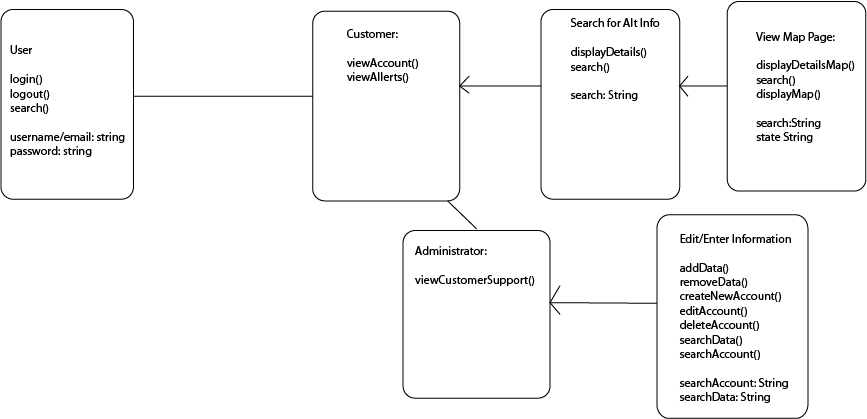 User
login()
logout()
search()
username/email: string
password: string
Customer:
viewAccount()
viewAllerts()
Search for Alt Info
displayDetails()
search()
search: String
View Map Page:
displayDetailsMap()
search()
displayMap()
search:String
state String
Administrator:
viewCustomerSupport()
Edit/Enter Information
addData()
removeData()
createNewAccount()
editAccount()
deleteAccount()
searchData()
searchAccount()
searchAccount: String
searchData: String